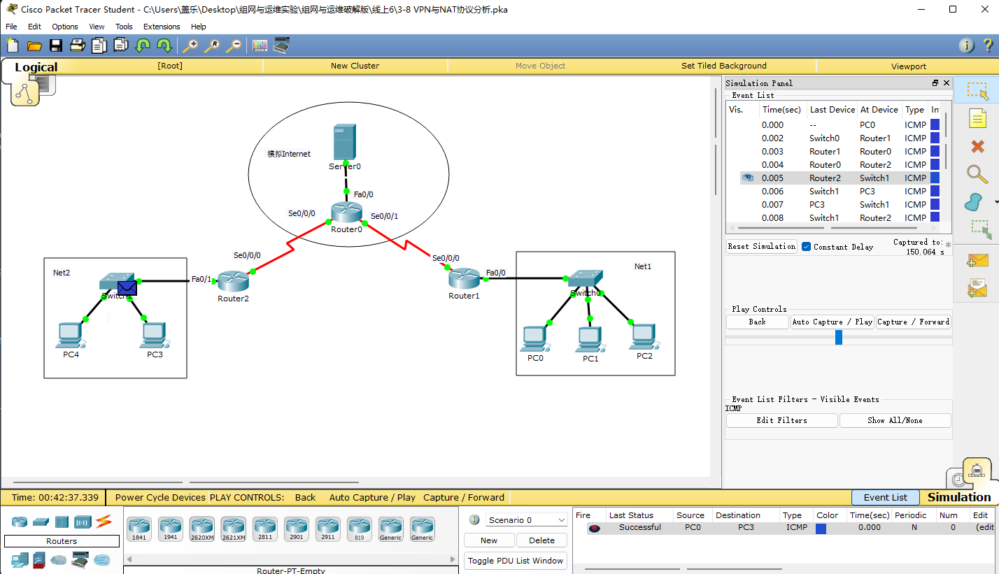 Cisco Packet Tracer Student - C:\Users\盖乐\Desktop\组网与运维实验\组网与运维破解版\线上6\3-8 VPN与NAT协议分析.pka
File Edit Options View Tools Extensions Help
Logical [Root] New Cluster Move Object Set Tiled Background Viewport
模拟Internet
Server0
Fa0/0
Se0/0/0
Se0/0/1
Router0
Se0/0/0
Se0/0/0
Net2
Switch1
Fa0/1
Router2
Router1
Fa0/0
Net1
Switch0
PC4
PC3
PC0
PC1
PC2
Simulation Panel
Event List
Vis. Time(sec) Last Device At Device Type In
0.000 -- PC0 ICMP
0.002 Switch0 Router1 ICMP
0.003 Router1 Router0 ICMP
0.004 Router0 Router2 ICMP
0.005 Router2 Switch1 ICMP
0.006 Switch1 PC3 ICMP
0.007 PC3 Switch1 ICMP
0.008 Switch1 Router2 ICMP
Reset Simulation Constant Delay Captured to: *
150.064 s
Play Controls
Back Auto Capture / Play Capture / Forward
Event List Filters - Visible Events
ICMP
Edit Filters Show All/None
Time: 00:42:37.339 Power Cycle Devices PLAY CONTROLS: Back Auto Capture / Play Capture / Forward Event List Simulation
Routers
1841 1941 2620XM 2621XM 2811 2901 2911 819 Generic Generic
Router-PT-Empty
Scenario 0
New Delete
Toggle PDU List Window
Fire Last Status Source Destination Type Color Time(sec) Periodic Num Edit
Successful PC0 PC3 ICMP 0.000 N 0 (edit